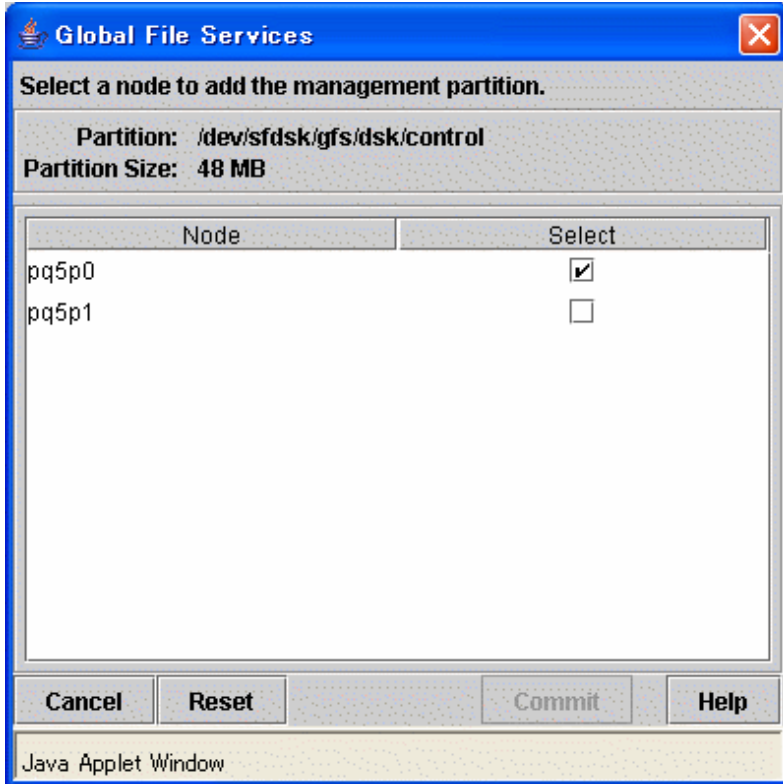 Global File Services
Select a node to add the management partition.
Partition: /dev/sfdsk/gfs/dsk/control
Partition Size: 48 MB
Node Select
pq5p0
pq5p1
Cancel Reset Commit Help
Java Applet Window